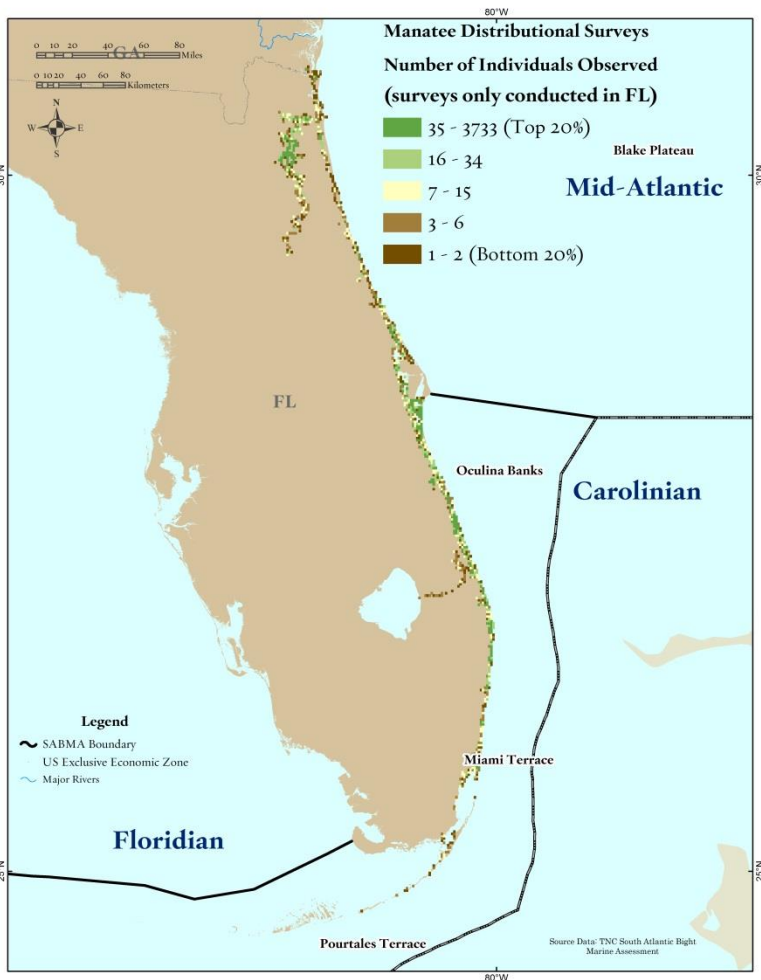 80°W
Manatee Distributional Surveys
Number of Individuals Observed
(surveys only conducted in FL)
35 - 3733 (Top 20%)
16 - 34
7 - 15
3 - 6
1 - 2 (Bottom 20%)
0 10 20 40 60 80
Miles
GA
0 10 20 40 60 80
Kilometers
N
W E
S
Blake Plateau
Mid-Atlantic
30°N
FL
Oculina Banks
Carolinian
Legend
SABMA Boundary
US Exclusive Economic Zone
Major Rivers
Miami Terrace
Floridian
25°N
25°N
Pourtales Terrace
Source Data: TNC South Atlantic Bight
Marine Assessment
80°W